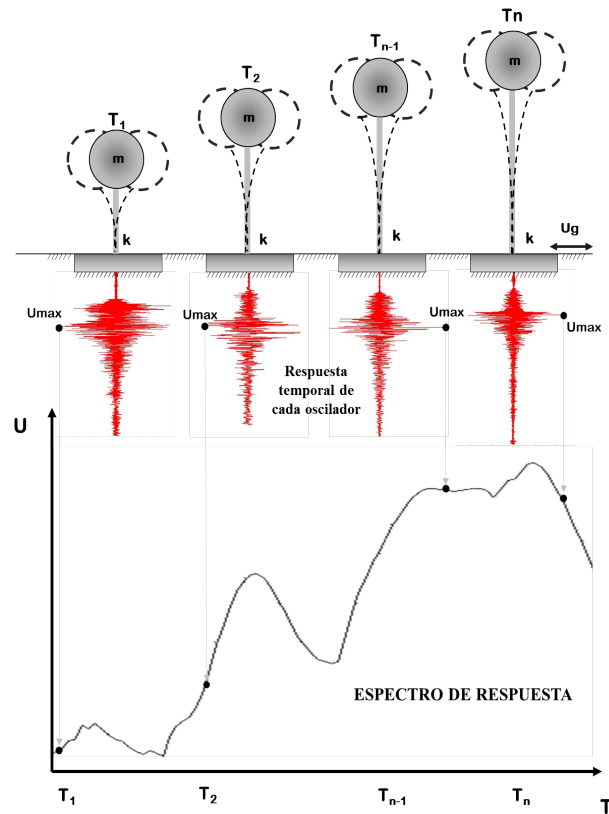 T1
T2
Tn-1
Tn
m
m
m
m
k
k
k
k
Ug
Umax
Umax
Umax
Umax
Respuesta
temporal de
cada oscilador
U
ESPECTRO DE RESPUESTA
T1
T2
Tn-1
Tn
T